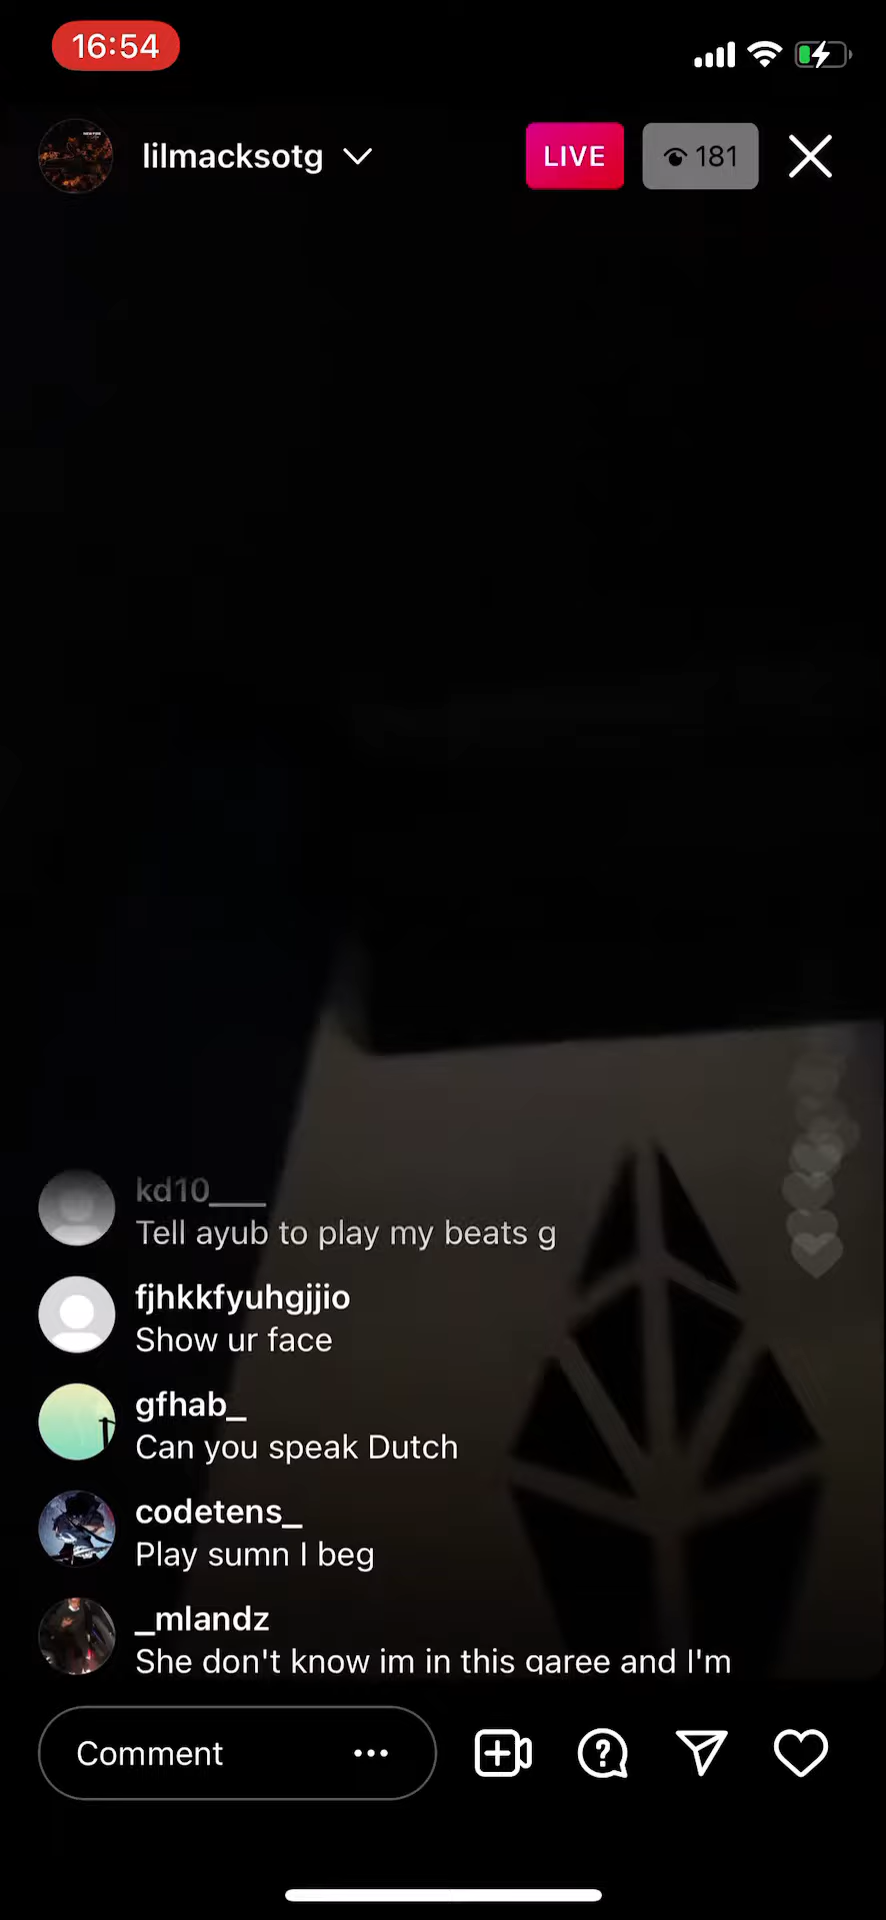 16:54
lilmacksotg
LIVE
181
kd10___
Tell ayub to play my beats g
fjhkkfyuhgjjio
Show ur face
gfhab_
Can you speak Dutch
codetens_
Play sumn I beg
_mlandz
She don't know im in this garee and I'm
Comment